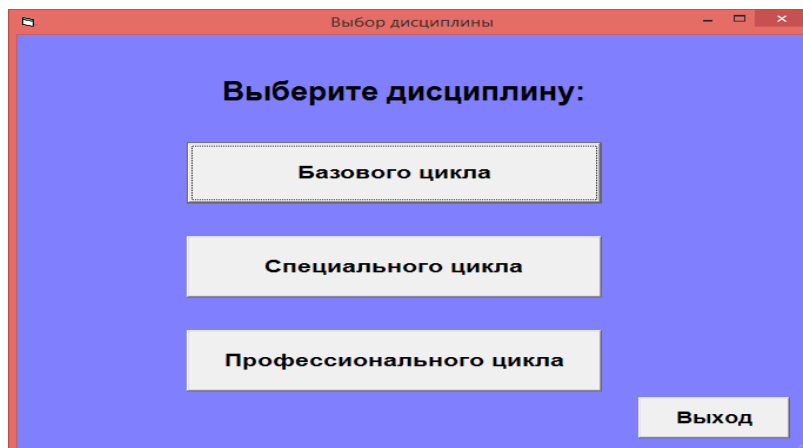 Выбор дисциплины
Выберите дисциплину:
Базового цикла
Специального цикла
Профессионального цикла
Выход